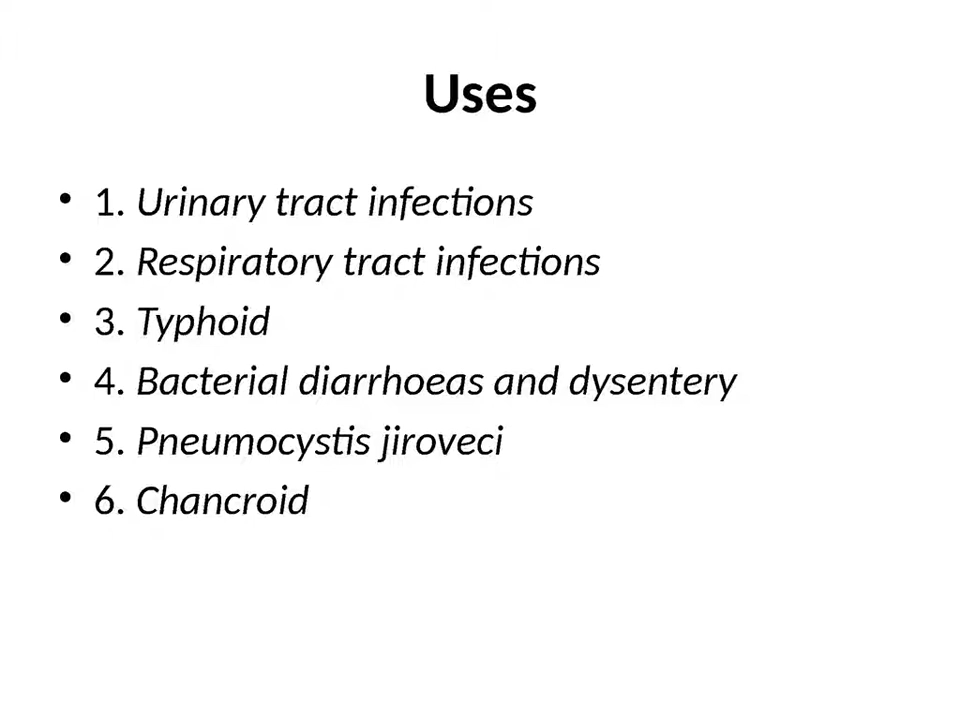 Uses
• 1. Urinary tract infections
• 2. Respiratory tract infections
• 3. Typhoid
• 4. Bacterial diarrhoeas and dysentery
• 5. Pneumocystis jiroveci
• 6. Chancroid